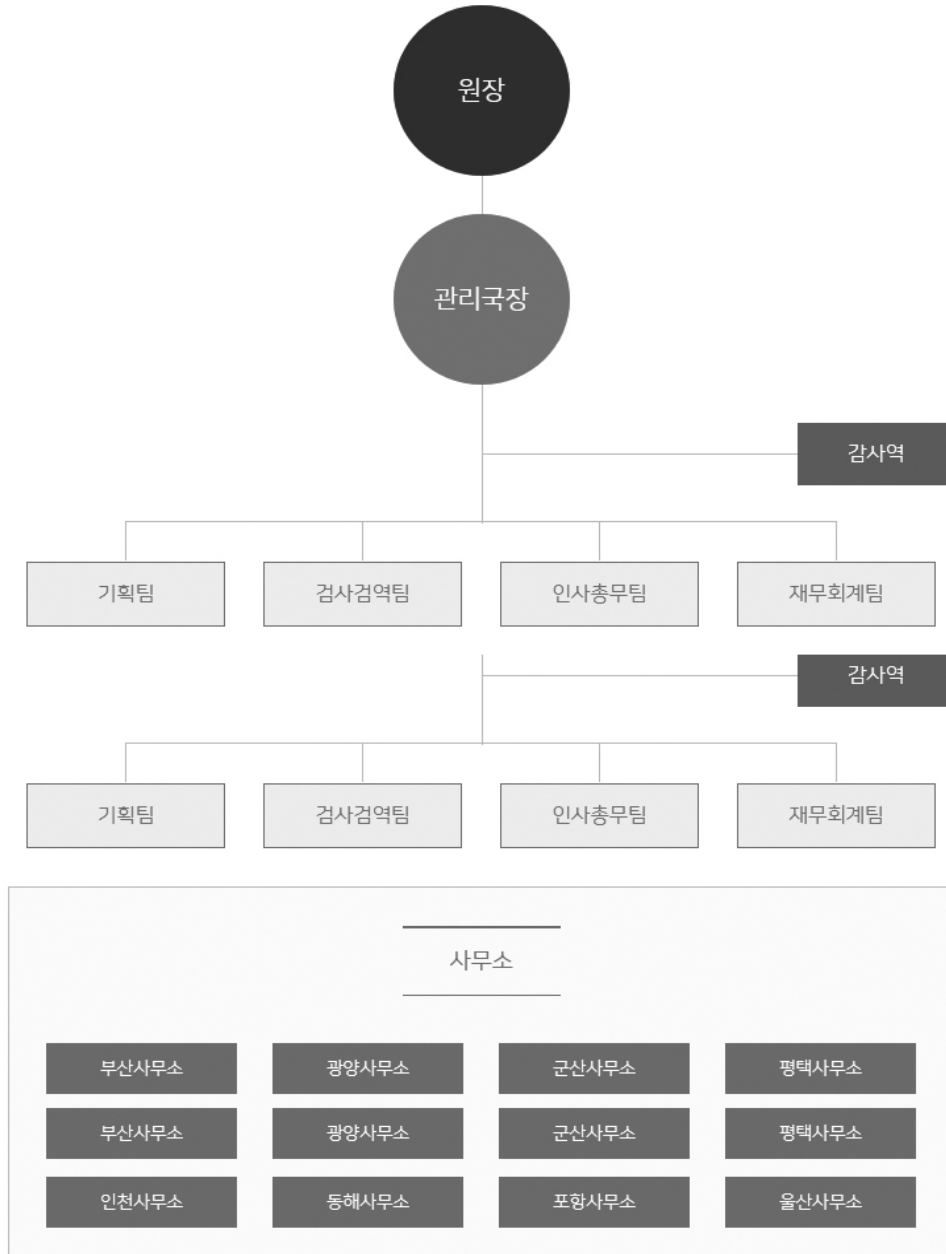 원장
관리국장
감사역
기획팀 검사검역팀 인사총무팀 재무회계팀
감사역
기획팀 검사검역팀 인사총무팀 재무회계팀
사무소
부산사무소 광양사무소 군산사무소 평택사무소
부산사무소 광양사무소 군산사무소 평택사무소
인천사무소 동해사무소 포항사무소 울산사무소